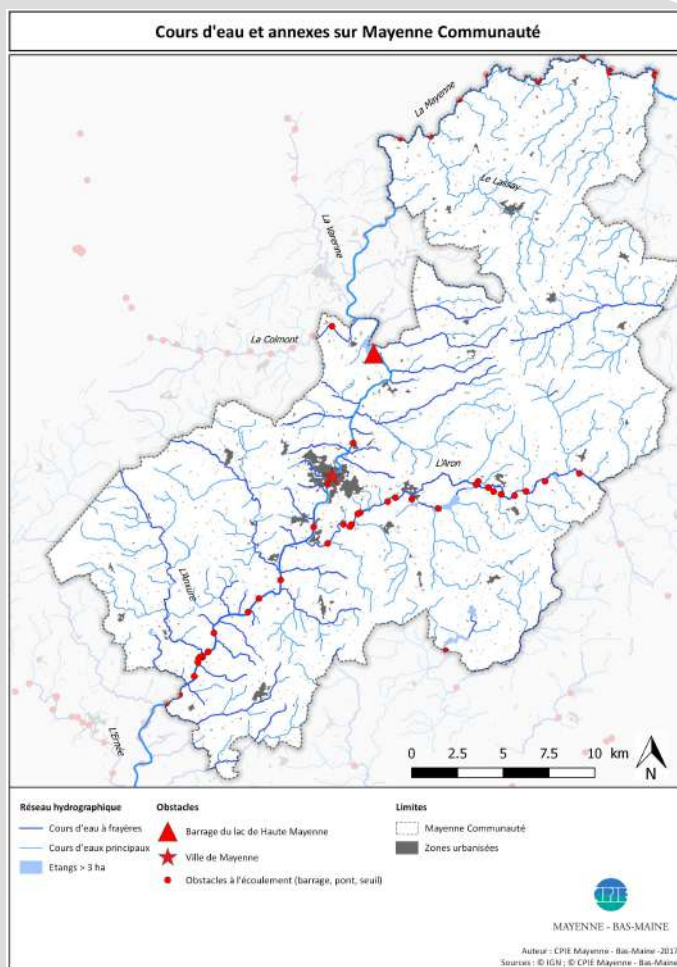 Cours d'eau et annexes sur Mayenne Communauté
La Mayenne
Le Lassay
La Varenne
La Colmont
L'Aron
L'Anxure
L'Ernée
0 2.5 5 7.5 10 km
N
Réseau hydrographique
Cours d'eau à frayères
Cours d'eaux principaux
Etangs > 3 ha
Obstacles
Barrage du lac de Haute Mayenne
Ville de Mayenne
Obstacles à l'écoulement (barrage, pont, seuil)
Limites
Mayenne Communauté
Zones urbanisées
CPIE
MAYENNE - BAS-MAINE
Auteur : CPIE Mayenne - Bas-Maine -2017
Sources : © IGN ; © CPIE Mayenne - Bas-Maine